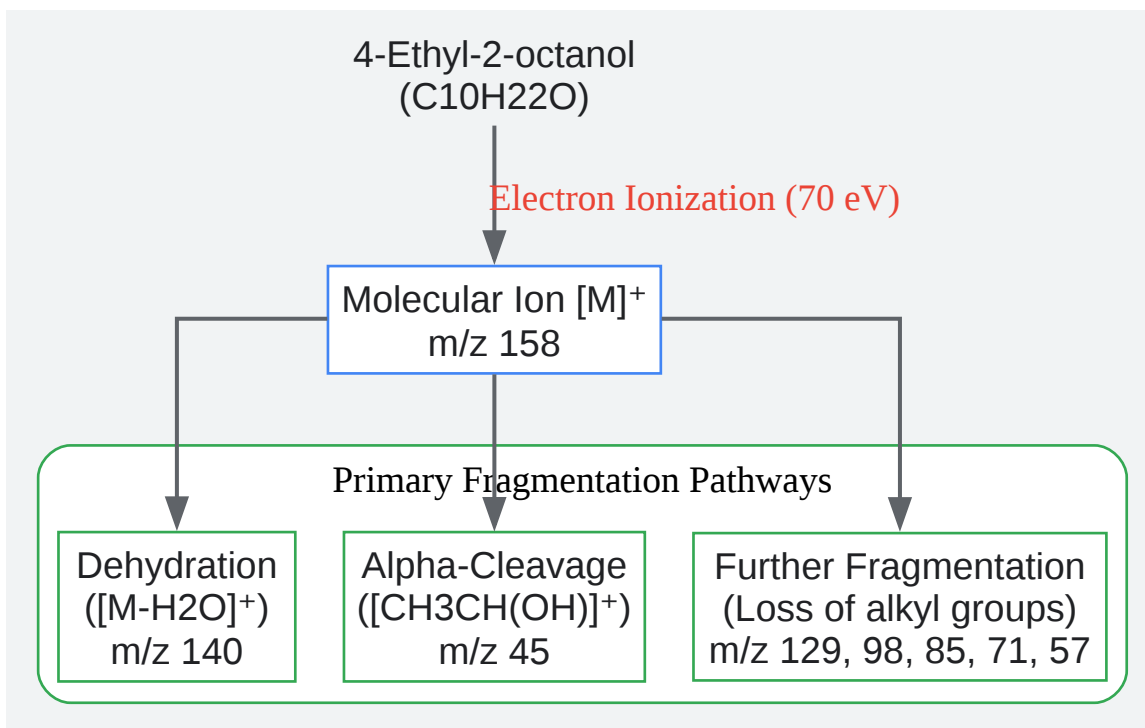 4-Ethyl-2-octanol
(C10H22O)
Electron Ionization (70 eV)
Molecular Ion [M]⁺
m/z 158
Primary Fragmentation Pathways
Dehydration
([M-H2O]⁺)
m/z 140
Alpha-Cleavage
([CH3CH(OH)]⁺)
m/z 45
Further Fragmentation
(Loss of alkyl groups)
m/z 129, 98, 85, 71, 57